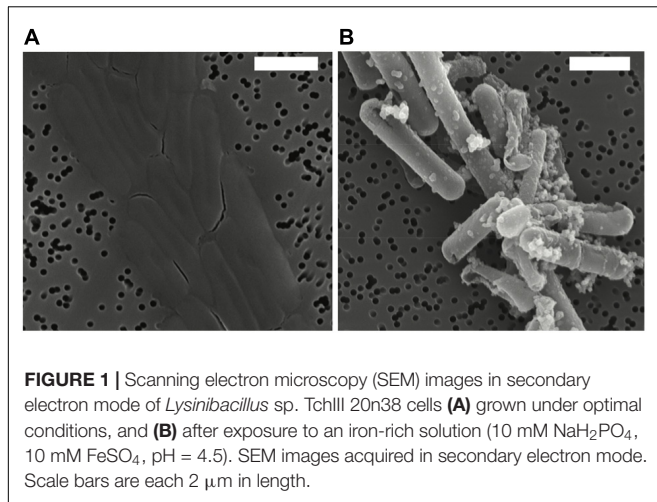 A
B
FIGURE 1 | Scanning electron microscopy (SEM) images in secondary
electron mode of Lysinibacillus sp. TchIII 20n38 cells (A) grown under optimal
conditions, and (B) after exposure to an iron-rich solution (10 mM NaH₂PO₄,
10 mM FeSO₄, pH = 4.5). SEM images acquired in secondary electron mode.
Scale bars are each 2 μm in length.